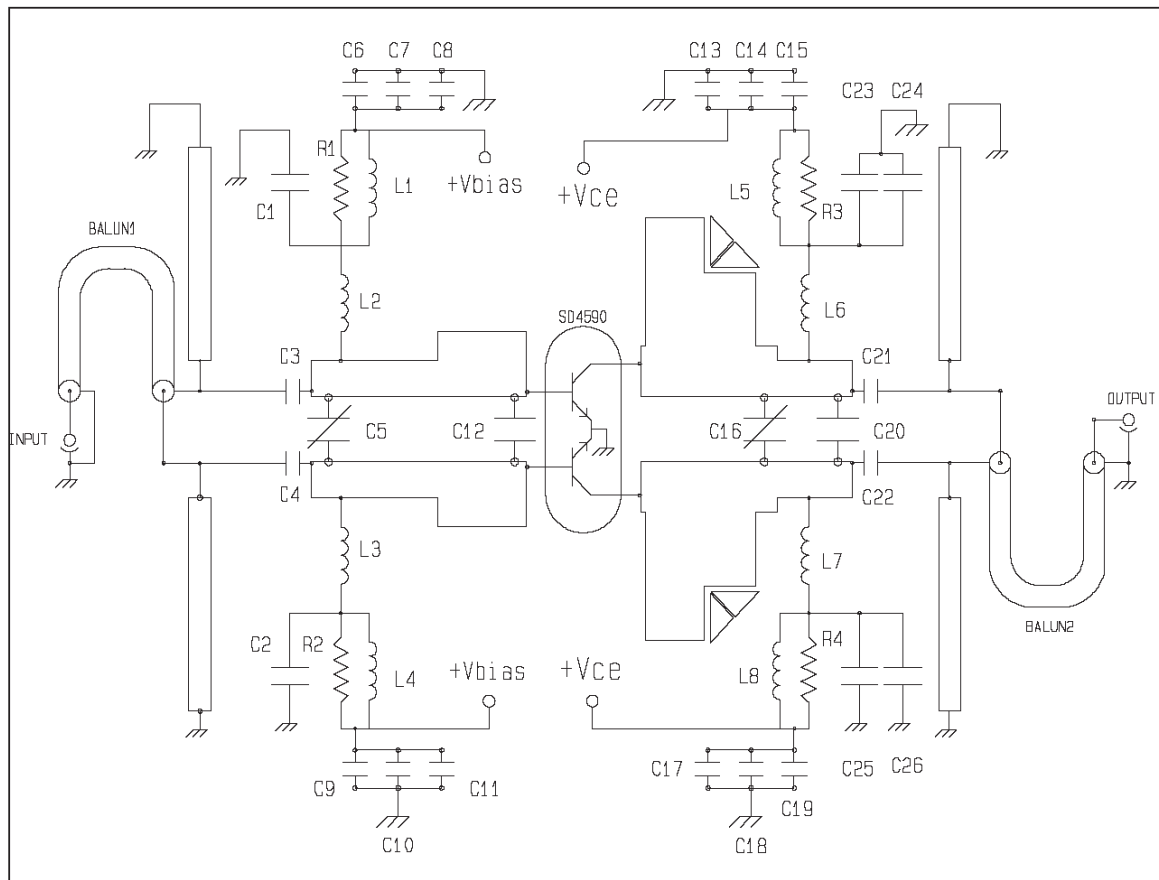 C6 C7 C8
C13 C14 C15
C23 C24
R1
L1
+Vbias
+Vce
L5
R3
C1
BALUN1
L2
SD4590
L6
C3
C21
INPUT
C5
C12
C16
C20
OUTPUT
C4
C22
L3
L7
C2
R2
L4
+Vbias
+Vce
L8
R4
BALUN2
C9
C11
C17
C19
C25
C26
C10
C18